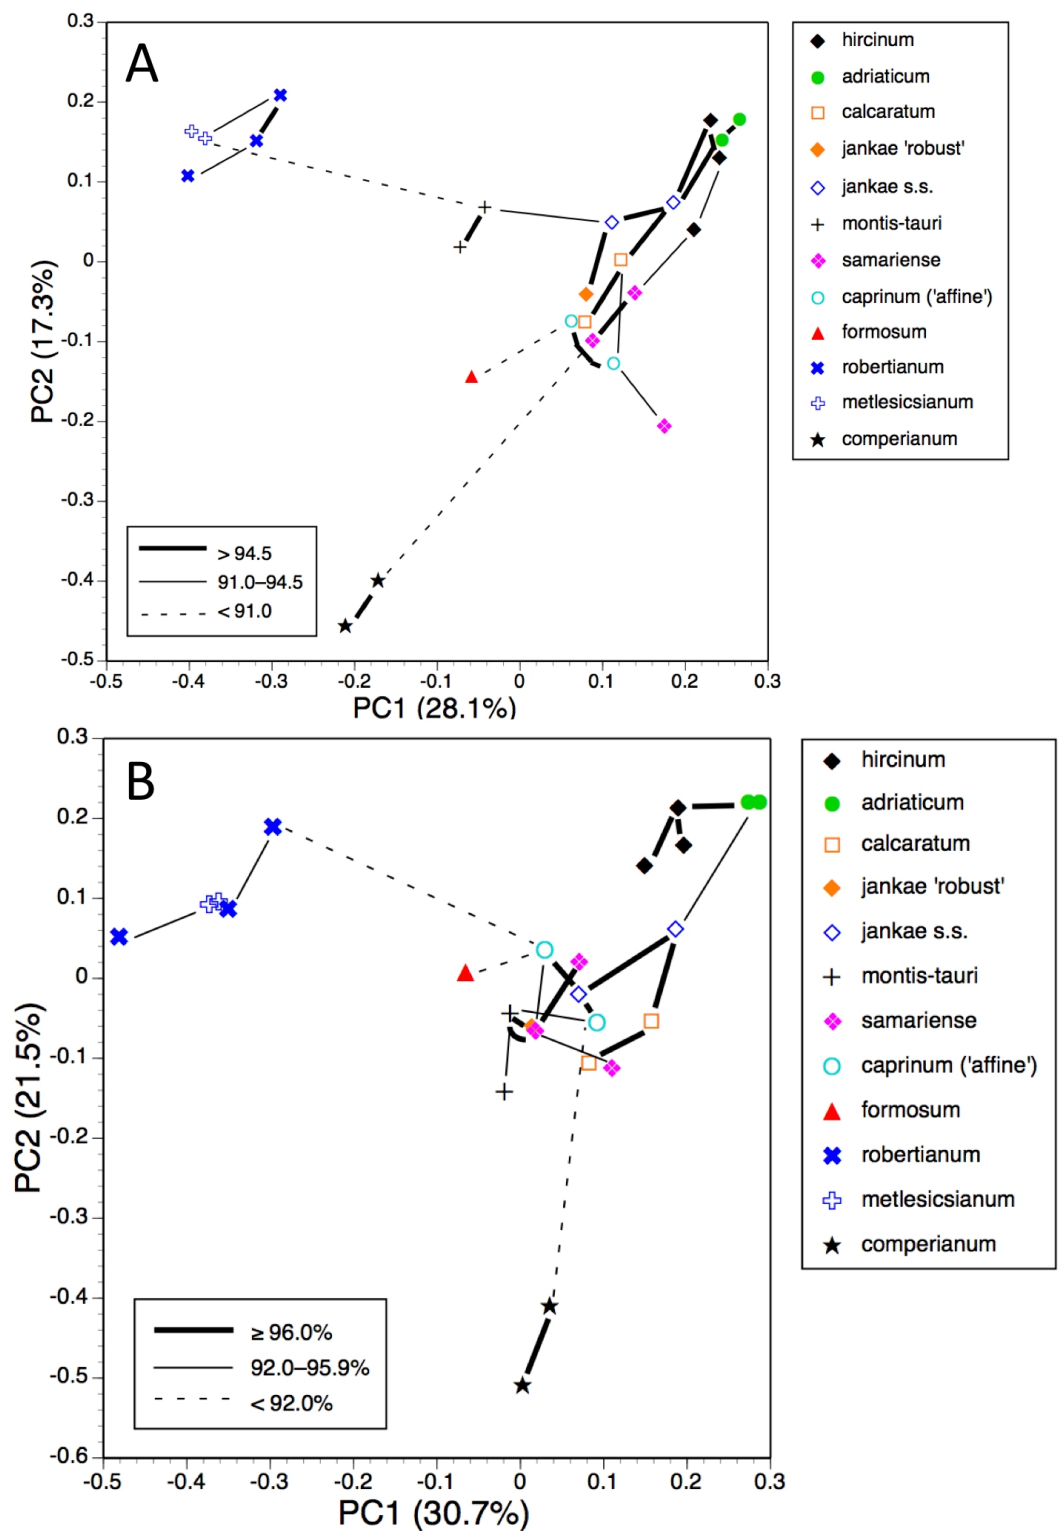 A
0.3
0.2
0.1
0
-0.1
-0.2
-0.3
-0.4
-0.5
PC2 (17.3%)
-0.5 -0.4 -0.3 -0.2 -0.1 0 0.1 0.2 0.3
PC1 (28.1%)
> 94.5
91.0–94.5
< 91.0
hircinum
adriaticum
calcaratum
jankae 'robust'
jankae s.s.
montis-tauri
samariense
caprinum ('affine')
formosum
robertianum
metlesicsianum
comperianum
B
0.3
0.2
0.1
0
-0.1
-0.2
-0.3
-0.4
-0.5
-0.6
PC2 (21.5%)
-0.5 -0.4 -0.3 -0.2 -0.1 0 0.1 0.2 0.3
PC1 (30.7%)
≥ 96.0%
92.0–95.9%
< 92.0%
hircinum
adriaticum
calcaratum
jankae 'robust'
jankae s.s.
montis-tauri
samariense
caprinum ('affine')
formosum
robertianum
metlesicsianum
comperianum